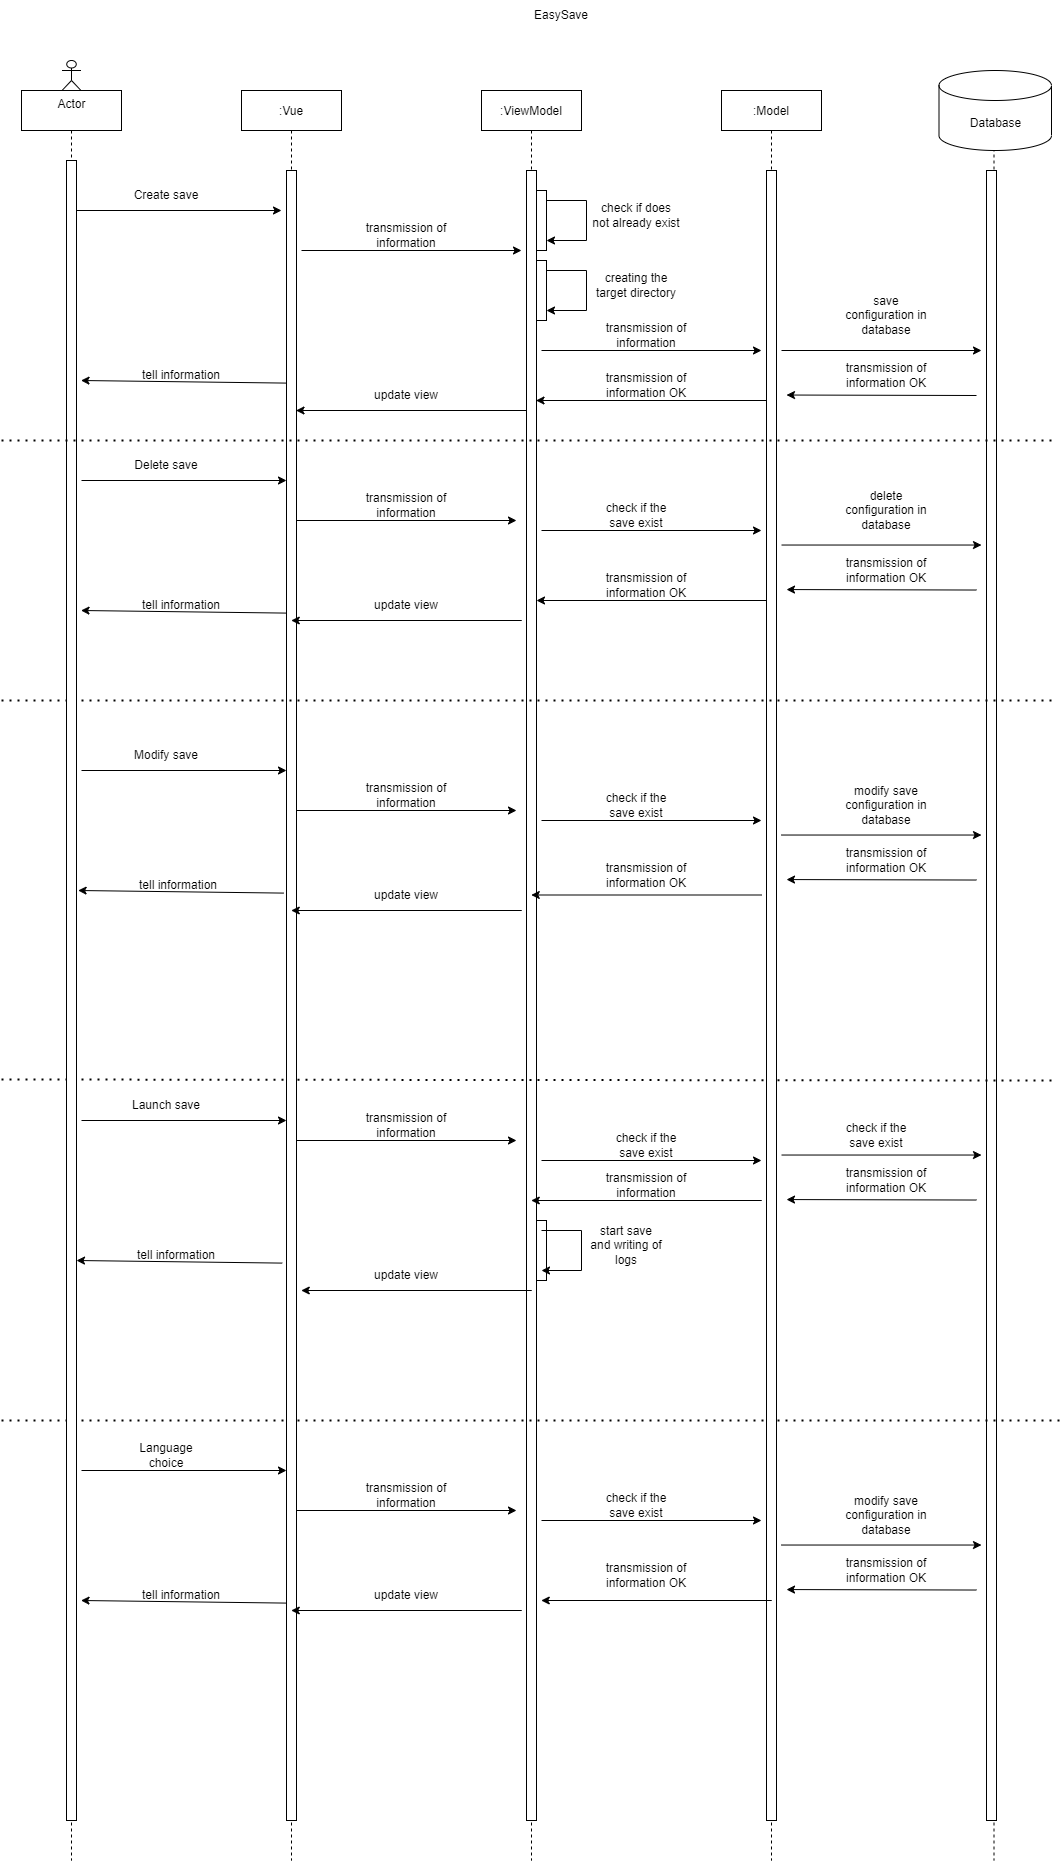 EasySave
Actor
:Vue
:ViewModel
:Model
Database
Create save
check if does
not already exist
transmission of
information
creating the
target directory
save
configuration in
database
transmission of
information
transmission of
information OK
transmission of
information OK
tell information
update view
Delete save
transmission of
information
check if the
save exist
delete
configuration in
database
transmission of
information OK
transmission of
information OK
tell information
update view
Modify save
transmission of
information
check if the
save exist
modify save
configuration in
database
transmission of
information OK
transmission of
information OK
tell information
update view
Launch save
transmission of
information
check if the
save exist
check if the
save exist
transmission of
information OK
transmission of
information
start save
and writing of
logs
tell information
update view
Language
choice
transmission of
information
check if the
save exist
modify save
configuration in
database
transmission of
information OK
transmission of
information OK
tell information
update view